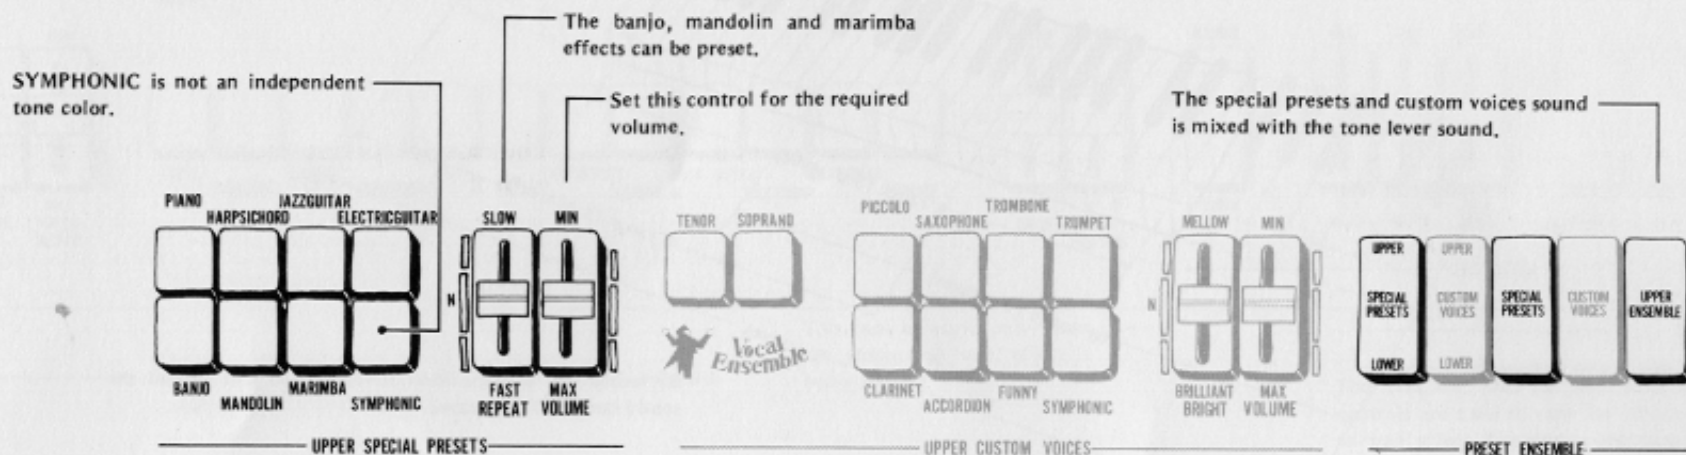 The banjo, mandolin and marimba
effects can be preset.
SYMPHONIC is not an independent
tone color.
Set this control for the required
volume.
The special presets and custom voices sound
is mixed with the tone lever sound.
PIANO
HARPSICHORD
JAZZGUITAR
ELECTRICGUITAR
BANJO
MANDOLIN
MARIMBA
SYMPHONIC
SLOW
N
FAST
REPEAT
MIN
MAX
VOLUME
UPPER SPECIAL PRESETS
TENOR
SOPRANO
Vocal
Ensemble
PICCOLO
SAXOPHONE
TROMBONE
TRUMPET
CLARINET
ACCORDION
FUNNY
SYMPHONIC
MELLOW
N
BRILLIANT
BRIGHT
MIN
MAX
VOLUME
UPPER CUSTOM VOICES
UPPER
SPECIAL
PRESETS
LOWER
UPPER
CUSTOM
VOICES
LOWER
SPECIAL
PRESETS
CUSTOM
VOICES
UPPER
ENSEMBLE
PRESET ENSEMBLE